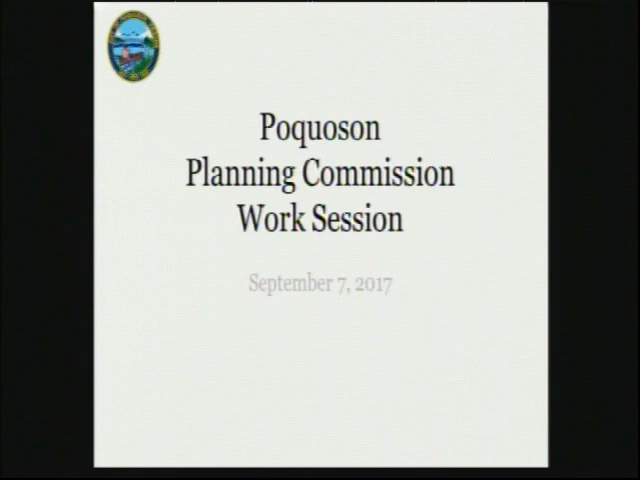 Poquoson
Planning Commission
Work Session
September 7, 2017